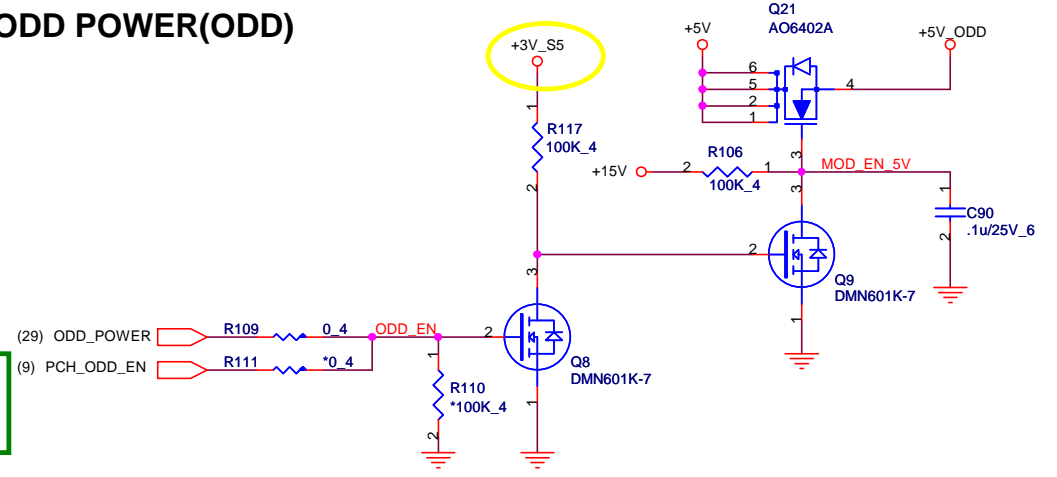 ODD POWER(ODD)
Q21
AO6402A
+5V
+5V_ODD
+3V_S5
6
5
2
1
4
3
1
R117
100K_4
2
+15V
2
R106
1
100K_4
MOD_EN_5V
3
1
C90
.1u/25V_6
2
2
Q9
DMN601K-7
1
3
(29) ODD_POWER
R109
0_4
ODD_EN
2
(9) PCH_ODD_EN
R111
*0_4
1
R110
*100K_4
2
Q8
DMN601K-7
1